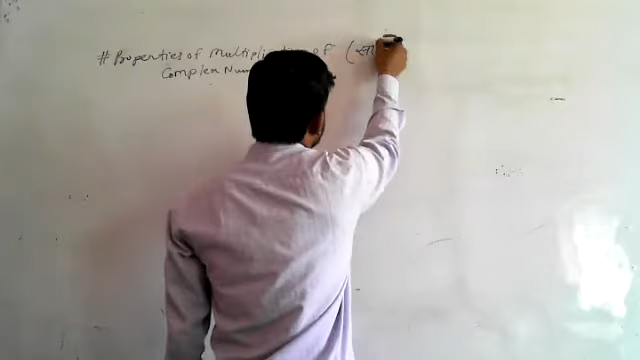 # Properties of Multiplication of (
Complex Num